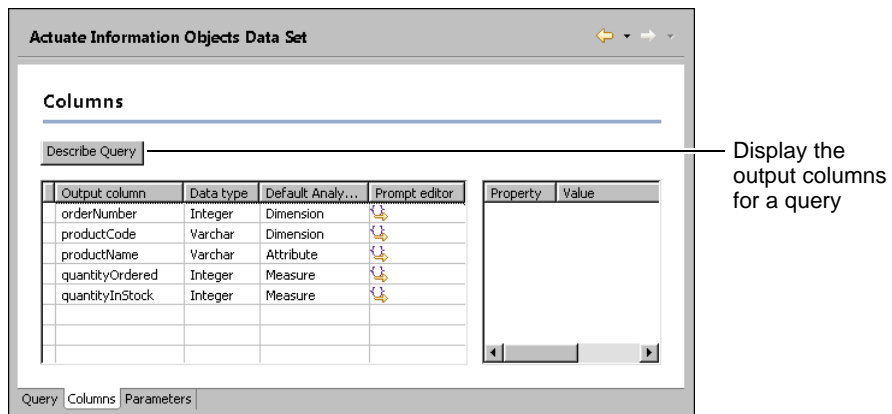 Actuate Information Objects Data Set
Columns
Describe Query
Display the
output columns
for a query
Output column Data type Default Analy... Prompt editor Property Value
orderNumber Integer Dimension
productCode Varchar Dimension
productName Varchar Attribute
quantityOrdered Integer Measure
quantityInStock Integer Measure
Query Columns Parameters